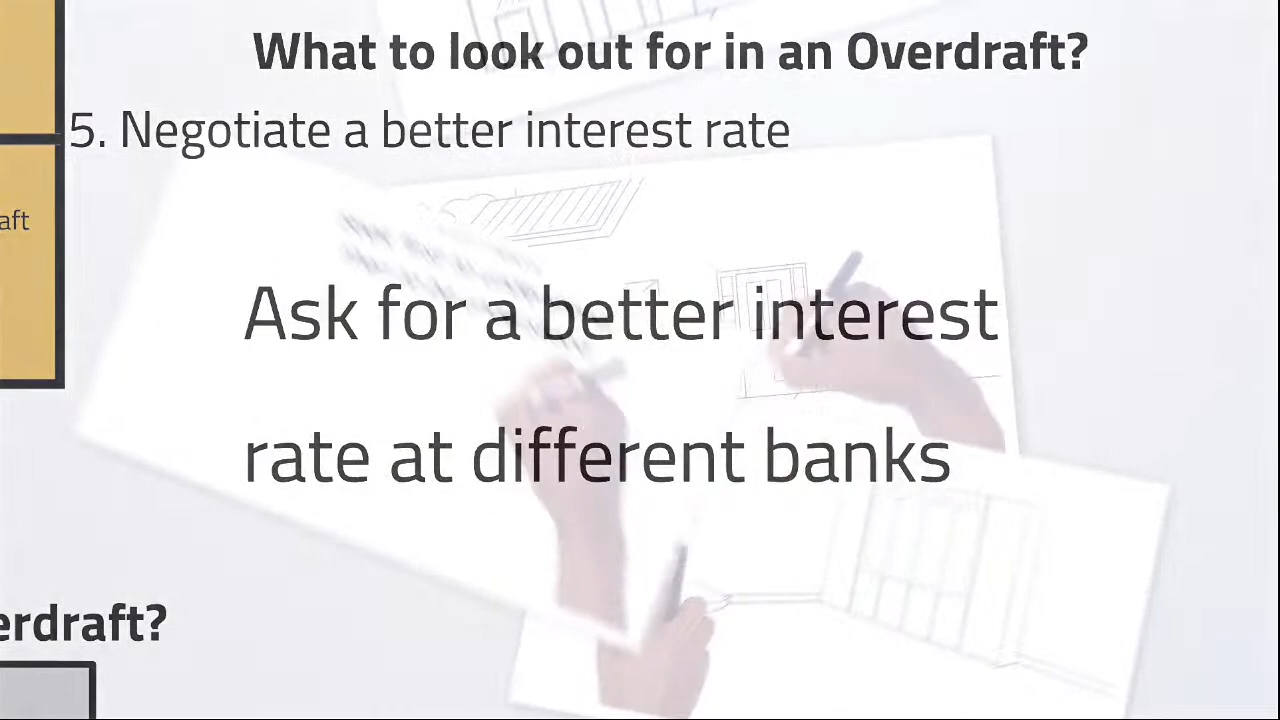 What to look out for in an Overdraft?
5. Negotiate a better interest rate
aft
Ask for a better interest
rate at different banks
erdraft?